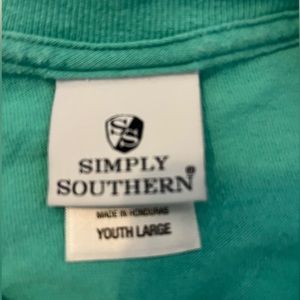 SS
SIMPLY
SOUTHERN®
MADE IN HONDURAS
YOUTH LARGE